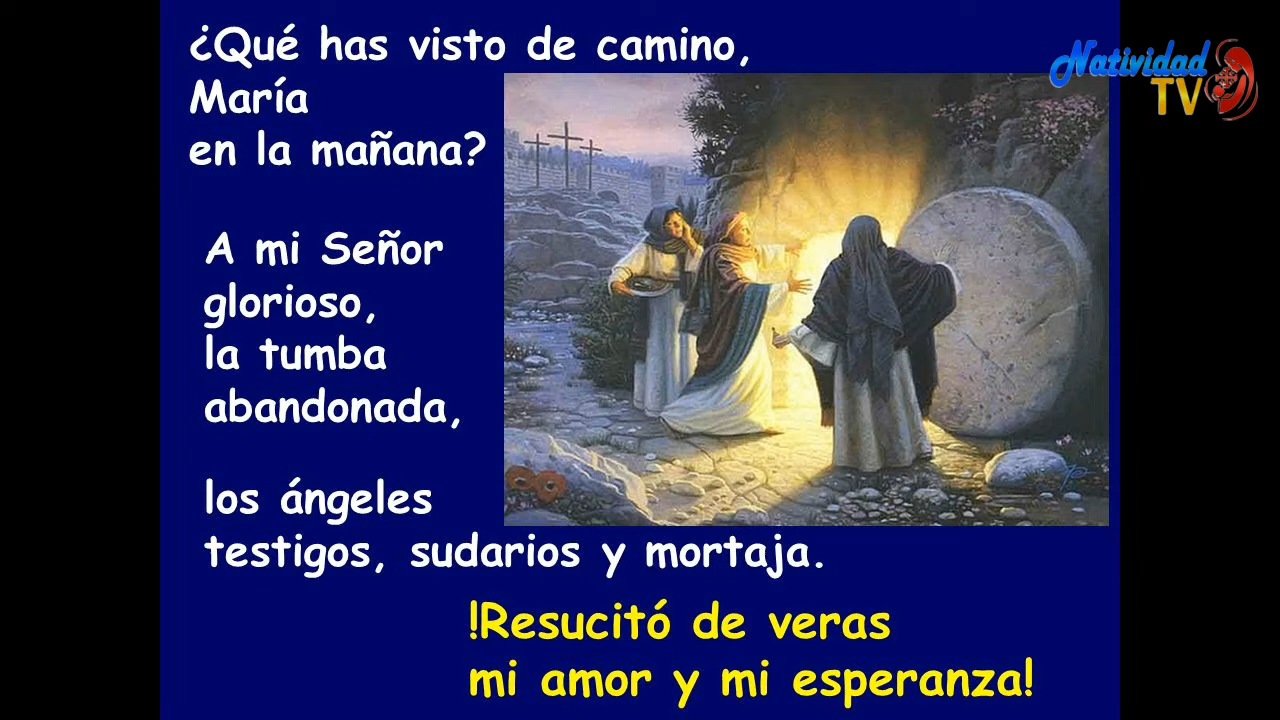 ¿Qué has visto de camino,
María
en la mañana?
A mi Señor
glorioso,
la tumba
abandonada,
los ángeles
testigos, sudarios y mortaja.
!Resucitó de veras
mi amor y mi esperanza!
Natividad
TV